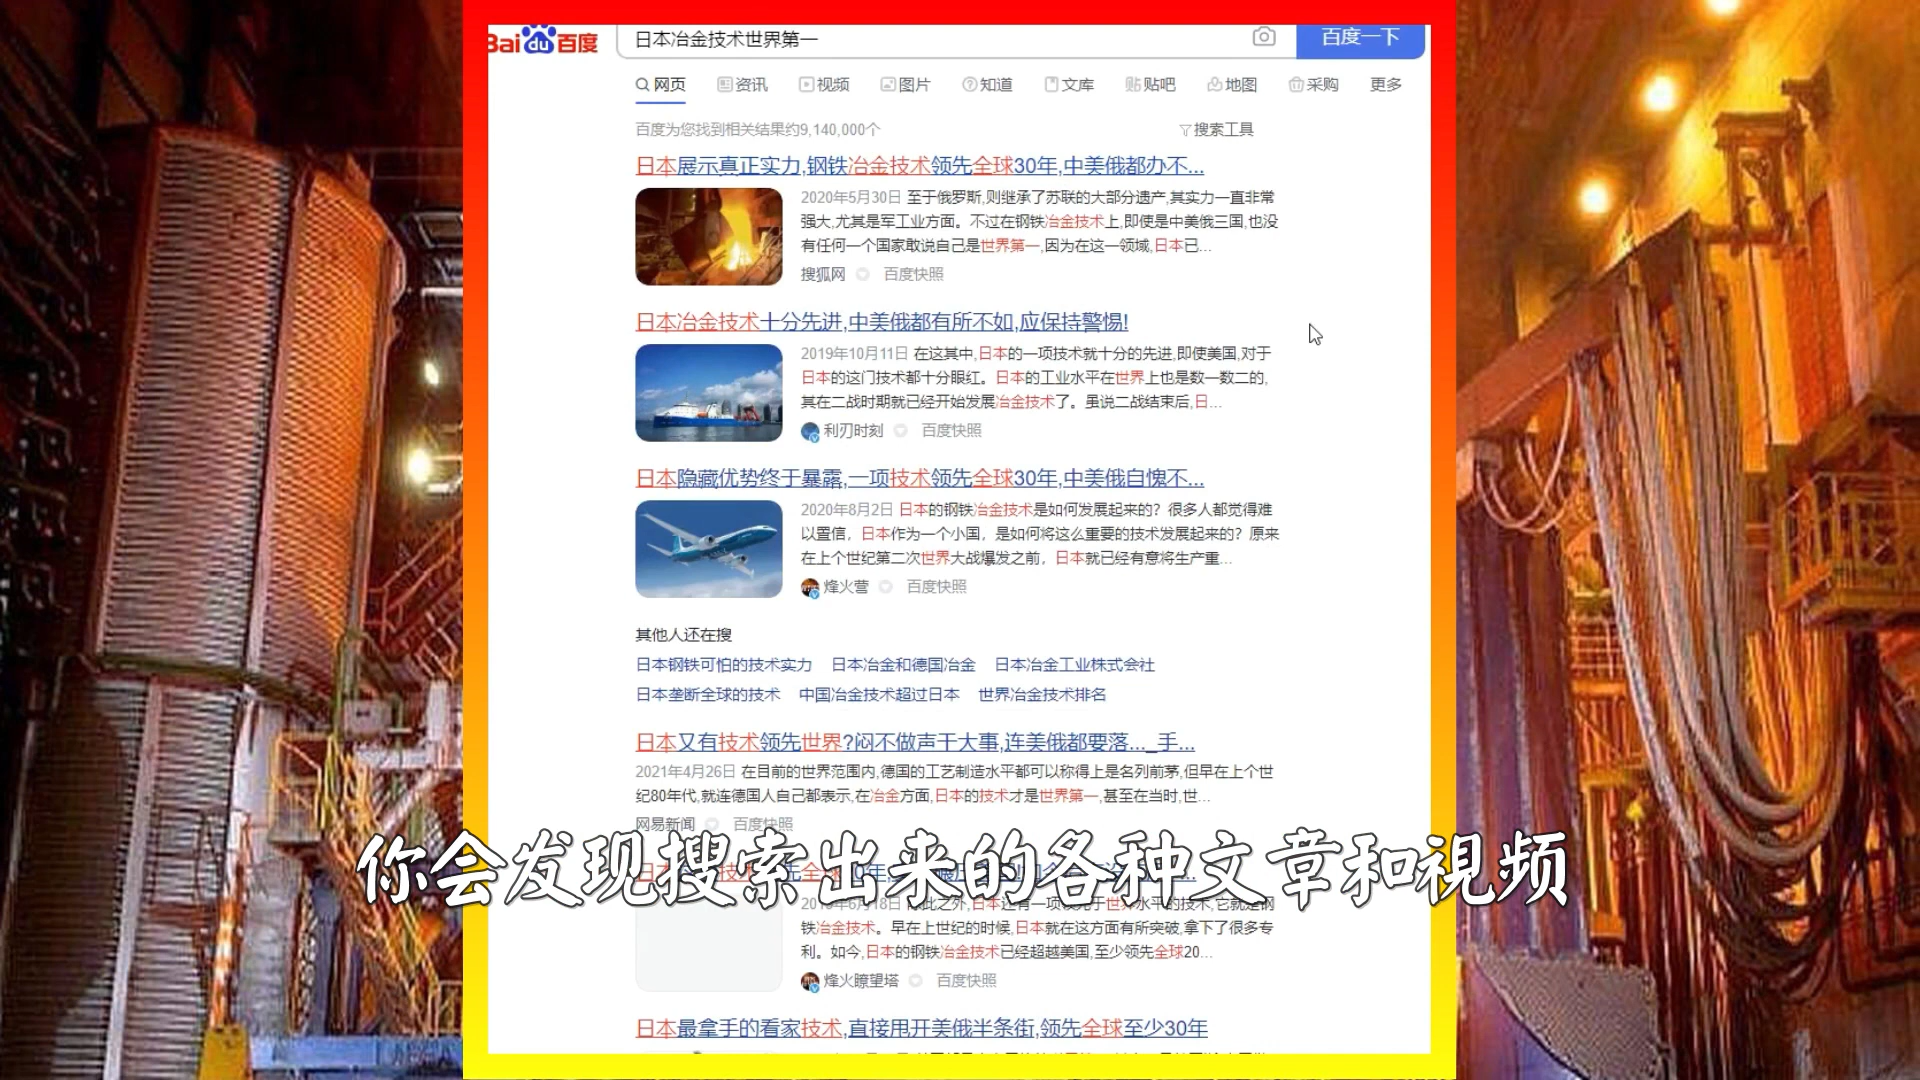 Bai du 百度
日本冶金技术世界第一
百度一下
网页 资讯 视频 图片 知道 文库 贴吧 地图 采购 更多
百度为您找到相关结果约9,140,000个
搜索工具
日本展示真正实力,钢铁冶金技术领先全球30年,中美俄都办不...
2020年5月30日 至于俄罗斯,则继承了苏联的大部分遗产,其实力一直非常
强大,尤其是军工业方面。不过在钢铁冶金技术上,即使是中美俄三国,也没
有任何一个国家敢说自己是世界第一,因为在这一领域,日本已...
搜狐网 百度快照
日本冶金技术十分先进,中美俄都有所不如,应保持警惕!
2019年10月11日 在这其中,日本的一项技术就十分的先进,即使美国,对于
日本的这门技术都十分眼红。日本的工业水平在世界上也是数一数二的,
其在二战时期就已经开始发展冶金技术了。虽说二战结束后,日...
利刃时刻 百度快照
日本隐藏优势终于暴露,一项技术领先全球30年,中美俄自愧不...
2020年8月2日 日本的钢铁冶金技术是如何发展起来的？很多人都觉得难
以置信，日本作为一个小国，是如何将这么重要的技术发展起来的？原来
在上个世纪第二次世界大战爆发之前，日本就已经有意将生产重...
烽火营 百度快照
其他人还在搜
日本钢铁可怕的技术实力 日本冶金和德国冶金 日本冶金工业株式会社
日本垄断全球的技术 中国冶金技术超过日本 世界冶金技术排名
日本又有技术领先世界?闷不做声干大事,连美俄都要落..._手...
2021年4月26日 在目前的世界范围内,德国的工艺制造水平都可以称得上是名列前茅,但早在上个世
纪80年代,就连德国人自己都表示,在冶金方面,日本的技术才是世界第一,甚至在当时,世...
网易新闻 百度快照
你会发现搜索出来的各种文章和視频
铁冶金技术。早在上世纪的时候,日本就在这方面有所突破,拿下了很多专
利。如今,日本的钢铁冶金技术已经超越美国,至少领先全球20...
烽火瞭望塔 百度快照
日本最拿手的看家技术,直接甩开美俄半条街,领先全球至少30年